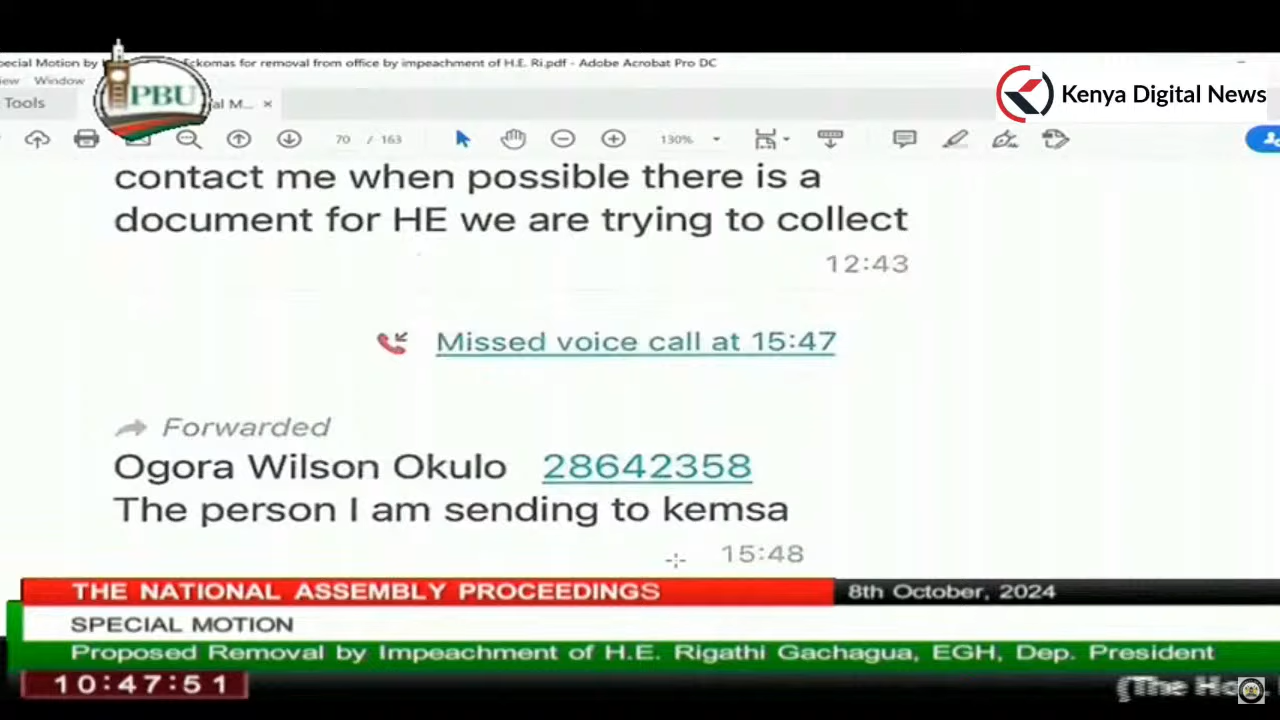 pecial Motion by
Eckomas for removal from office by impeachment of H.E. Ri.pdf - Adobe Acrobat Pro DC
iew Window
Tools
al M... ×
PBU
Kenya Digital News
70 / 163
130%
contact me when possible there is a
document for HE we are trying to collect
12:43
Missed voice call at 15:47
Forwarded
Ogora Wilson Okulo 28642358
The person I am sending to kemsa
15:48
THE NATIONAL ASSEMBLY PROCEEDINGS
8th October, 2024
SPECIAL MOTION
Proposed Removal by Impeachment of H.E. Rigathi Gachagua, EGH, Dep. President
10:47:51
(The Ho